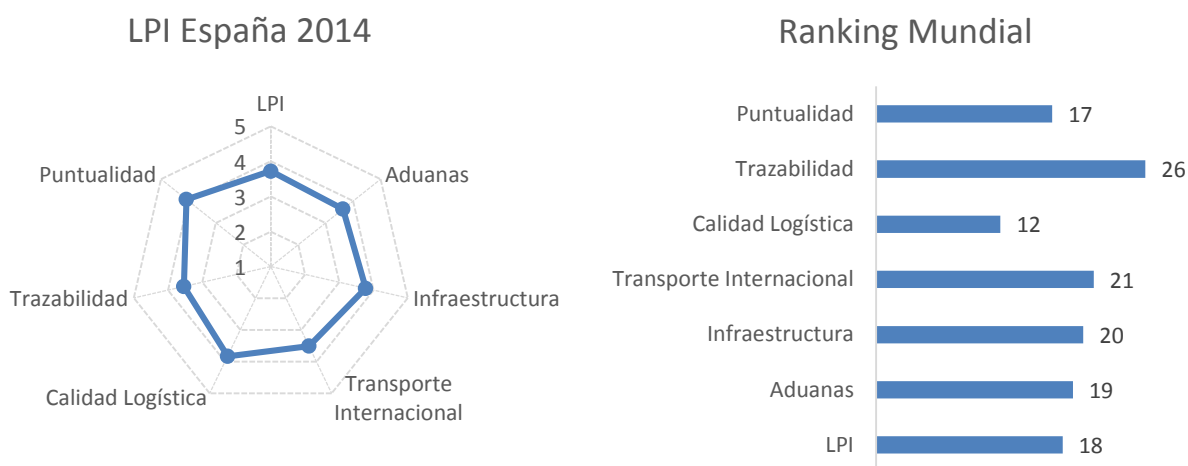 LPI España 2014
LPI
5
4
3
2
1
Aduanas
Infraestructura
Transporte
Internacional
Calidad Logística
Trazabilidad
Puntualidad
Ranking Mundial
Puntualidad 17
Trazabilidad 26
Calidad Logística 12
Transporte Internacional 21
Infraestructura 20
Aduanas 19
LPI 18